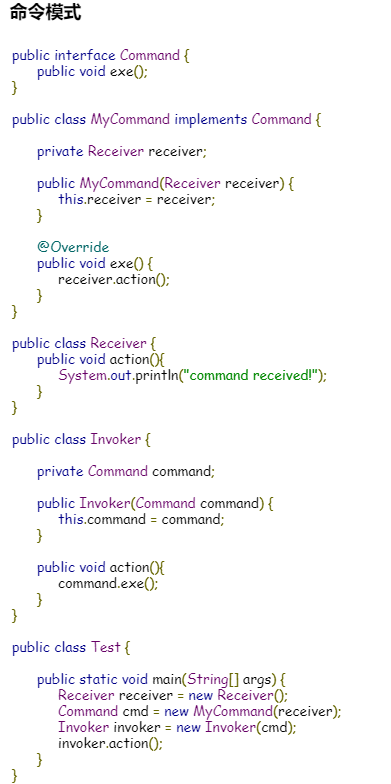 命令模式
public interface Command {
public void exe();
}
public class MyCommand implements Command {
private Receiver receiver;
public MyCommand(Receiver receiver) {
this.receiver = receiver;
}
@Override
public void exe() {
receiver.action();
}
}
public class Receiver {
public void action(){
System.out.println("command received!");
}
}
public class Invoker {
private Command command;
public Invoker(Command command) {
this.command = command;
}
public void action(){
command.exe();
}
}
public class Test {
public static void main(String[] args) {
Receiver receiver = new Receiver();
Command cmd = new MyCommand(receiver);
Invoker invoker = new Invoker(cmd);
invoker.action();
}
}